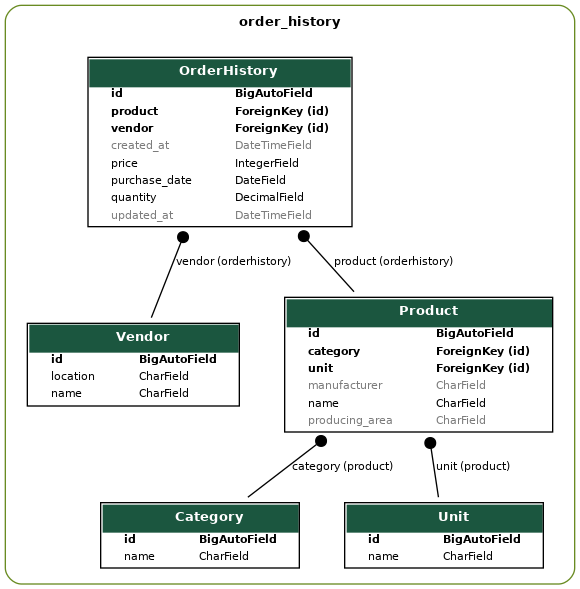 order_history
OrderHistory
id BigAutoField
product ForeignKey (id)
vendor ForeignKey (id)
created_at DateTimeField
price IntegerField
purchase_date DateField
quantity DecimalField
updated_at DateTimeField
vendor (orderhistory)
product (orderhistory)
Vendor
id BigAutoField
location CharField
name CharField
Product
id BigAutoField
category ForeignKey (id)
unit ForeignKey (id)
manufacturer CharField
name CharField
producing_area CharField
category (product)
unit (product)
Category
id BigAutoField
name CharField
Unit
id BigAutoField
name CharField